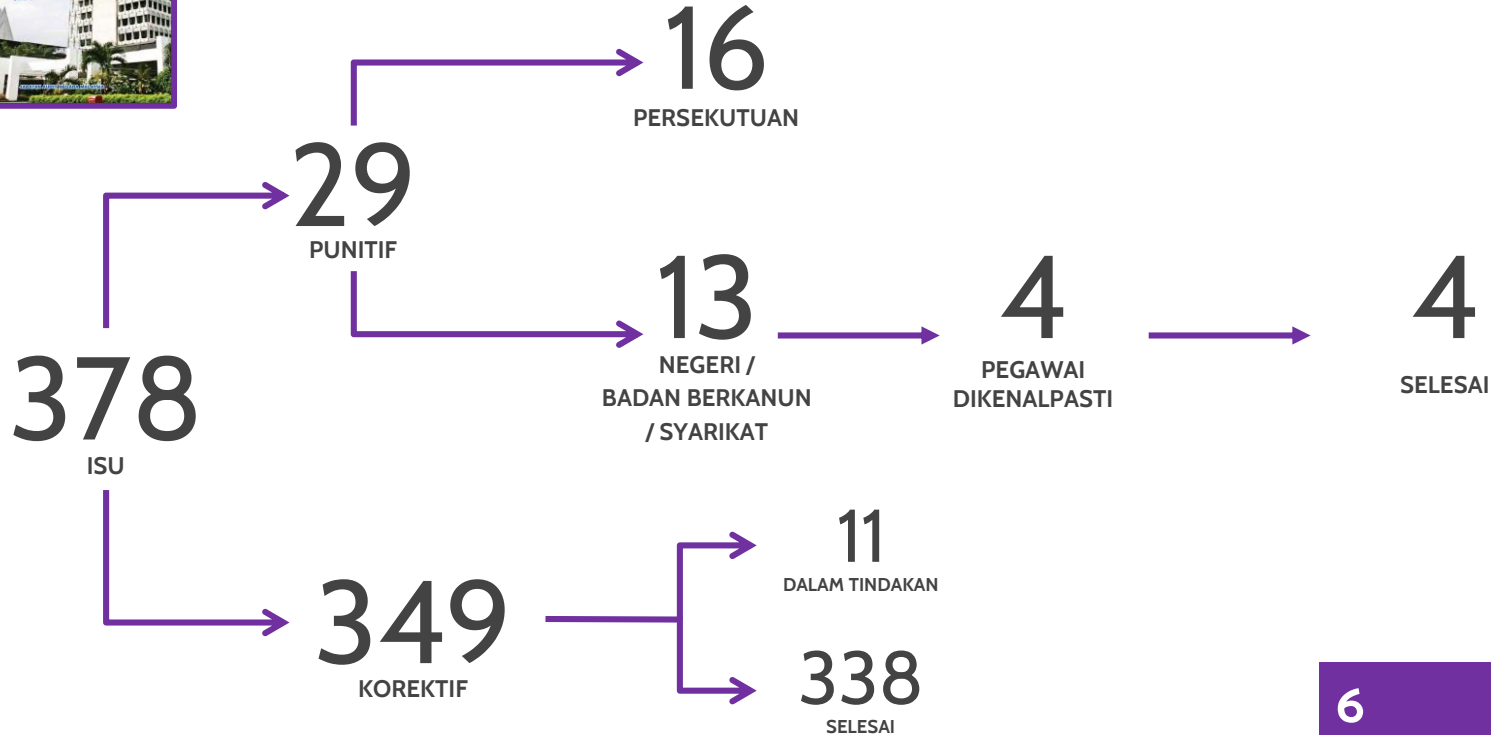 16
PERSEKUTUAN
29
PUNITIF
13
NEGERI /
BADAN BERKANUN
/ SYARIKAT
4
PEGAWAI
DIKENALPASTI
4
SELESAI
378
ISU
11
DALAM TINDAKAN
349
KOREKTIF
338
SELESAI
6